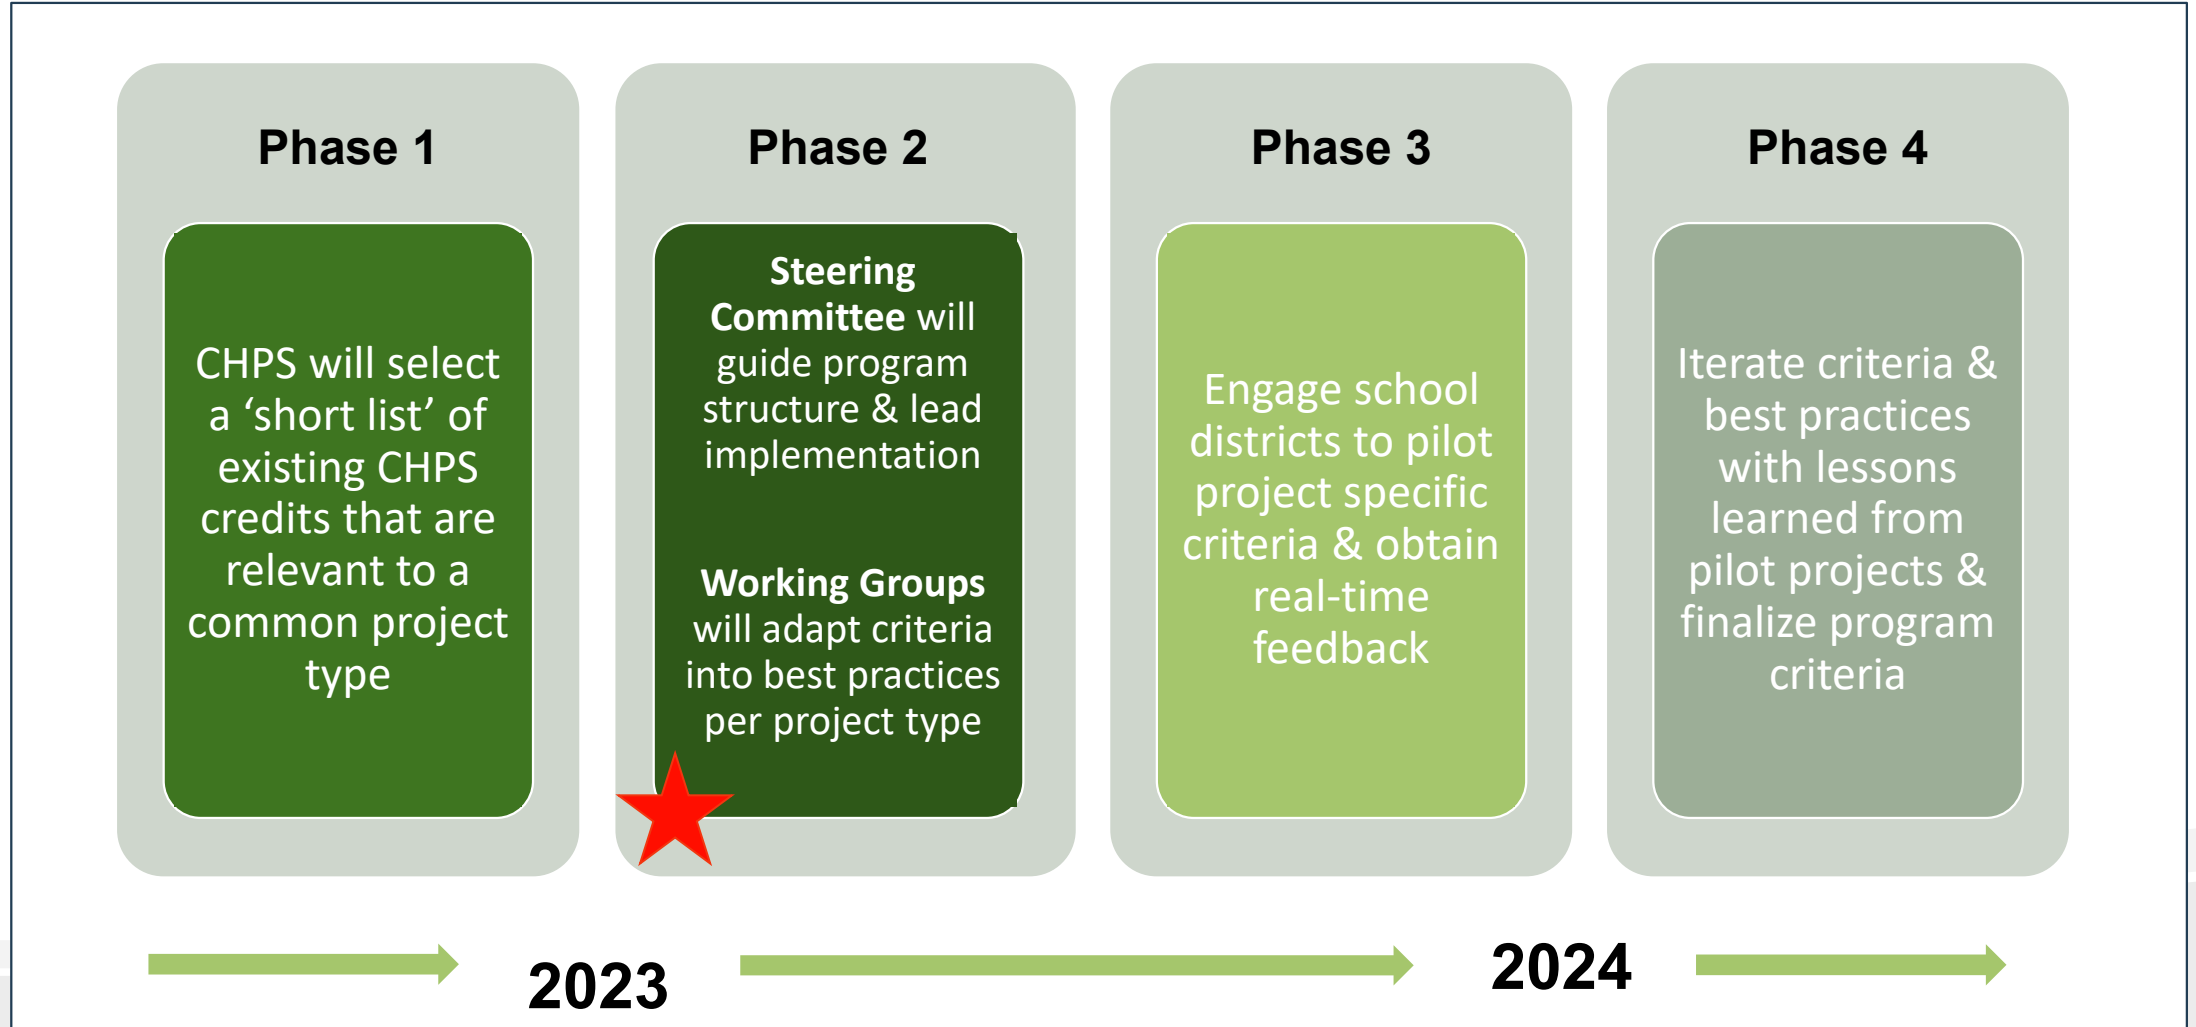 Phase 1
CHPS will select
a ‘short list’ of
existing CHPS
credits that are
relevant to a
common project
type
Phase 2
Steering
Committee will
guide program
structure & lead
implementation
Working Groups
will adapt criteria
into best practices
per project type
Phase 3
Engage school
districts to pilot
project specific
criteria & obtain
real-time
feedback
Phase 4
Iterate criteria &
best practices
with lessons
learned from
pilot projects &
finalize program
criteria
2023
2024